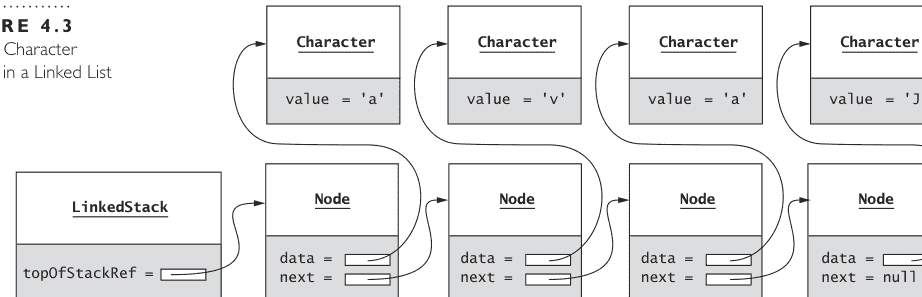 RE 4.3
Character
in a Linked List
Character
value = 'a'
Character
value = 'v'
Character
value = 'a'
Character
value = 'J
LinkedStack
topOfStackRef =
Node
data =
next =
Node
data =
next =
Node
data =
next =
Node
data =
next = null